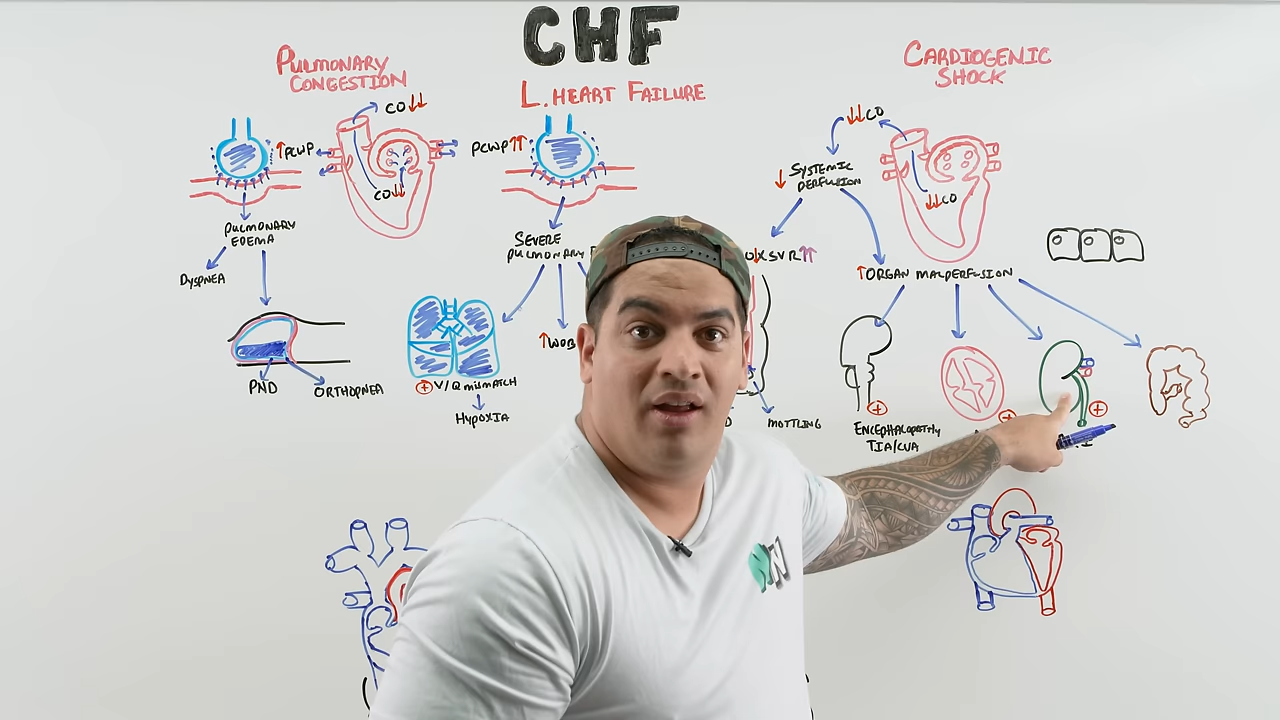 CHF
PULMONARY
CONGESTION
L. HEART FAILURE
CARDIOGENIC
SHOCK
CO↓↓
↑PCWP
CO↓↓
PCWP↑↑
↓↓CO
↓SYSTEMIC
PERFUSION
↓↓CO
PULMONARY
EDEMA
DYSPNEA
PND
ORTHOPNEA
SEVERE
PULMONARY
SVR↑↑
↑ORGAN MALPERFUSION
↑WOB
⊕ V/Q MISMATCH
HYPOXIA
MOTTLING
⊕
ENCEPHALOPATHY
TIA/CVA
⊕
⊕
N